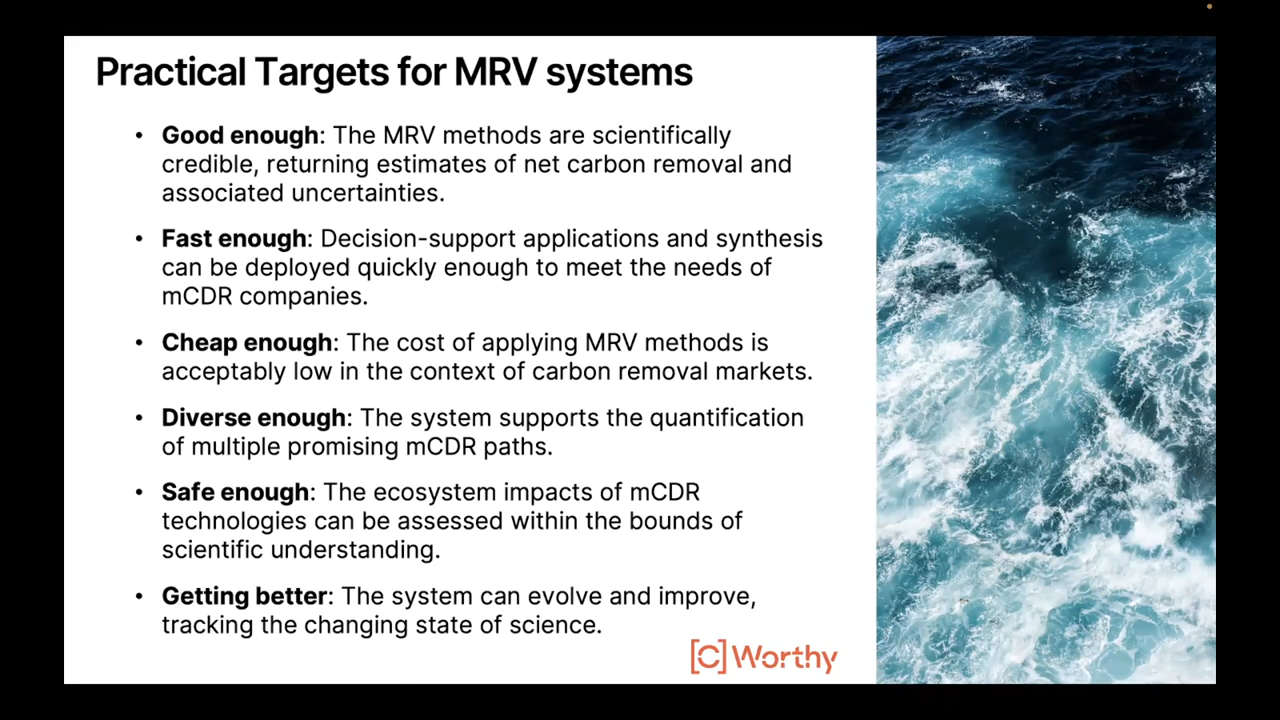 Practical Targets for MRV systems
• Good enough: The MRV methods are scientifically
credible, returning estimates of net carbon removal and
associated uncertainties.
• Fast enough: Decision-support applications and synthesis
can be deployed quickly enough to meet the needs of
mCDR companies.
• Cheap enough: The cost of applying MRV methods is
acceptably low in the context of carbon removal markets.
• Diverse enough: The system supports the quantification
of multiple promising mCDR paths.
• Safe enough: The ecosystem impacts of mCDR
technologies can be assessed within the bounds of
scientific understanding.
• Getting better: The system can evolve and improve,
tracking the changing state of science.
[C]Worthy